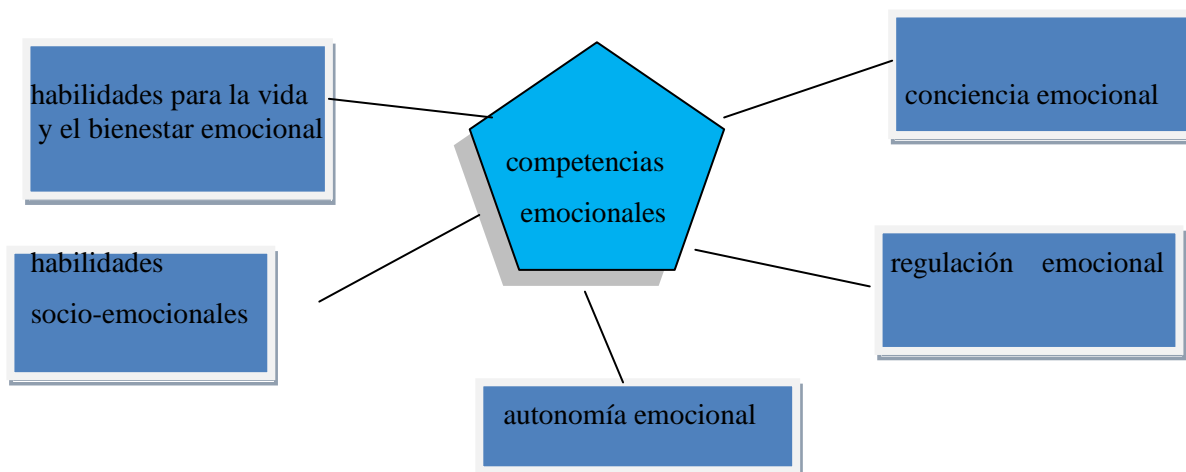 habilidades para la vida
y el bienestar emocional
competencias
emocionales
conciencia emocional
habilidades
socio-emocionales
regulación emocional
autonomía emocional